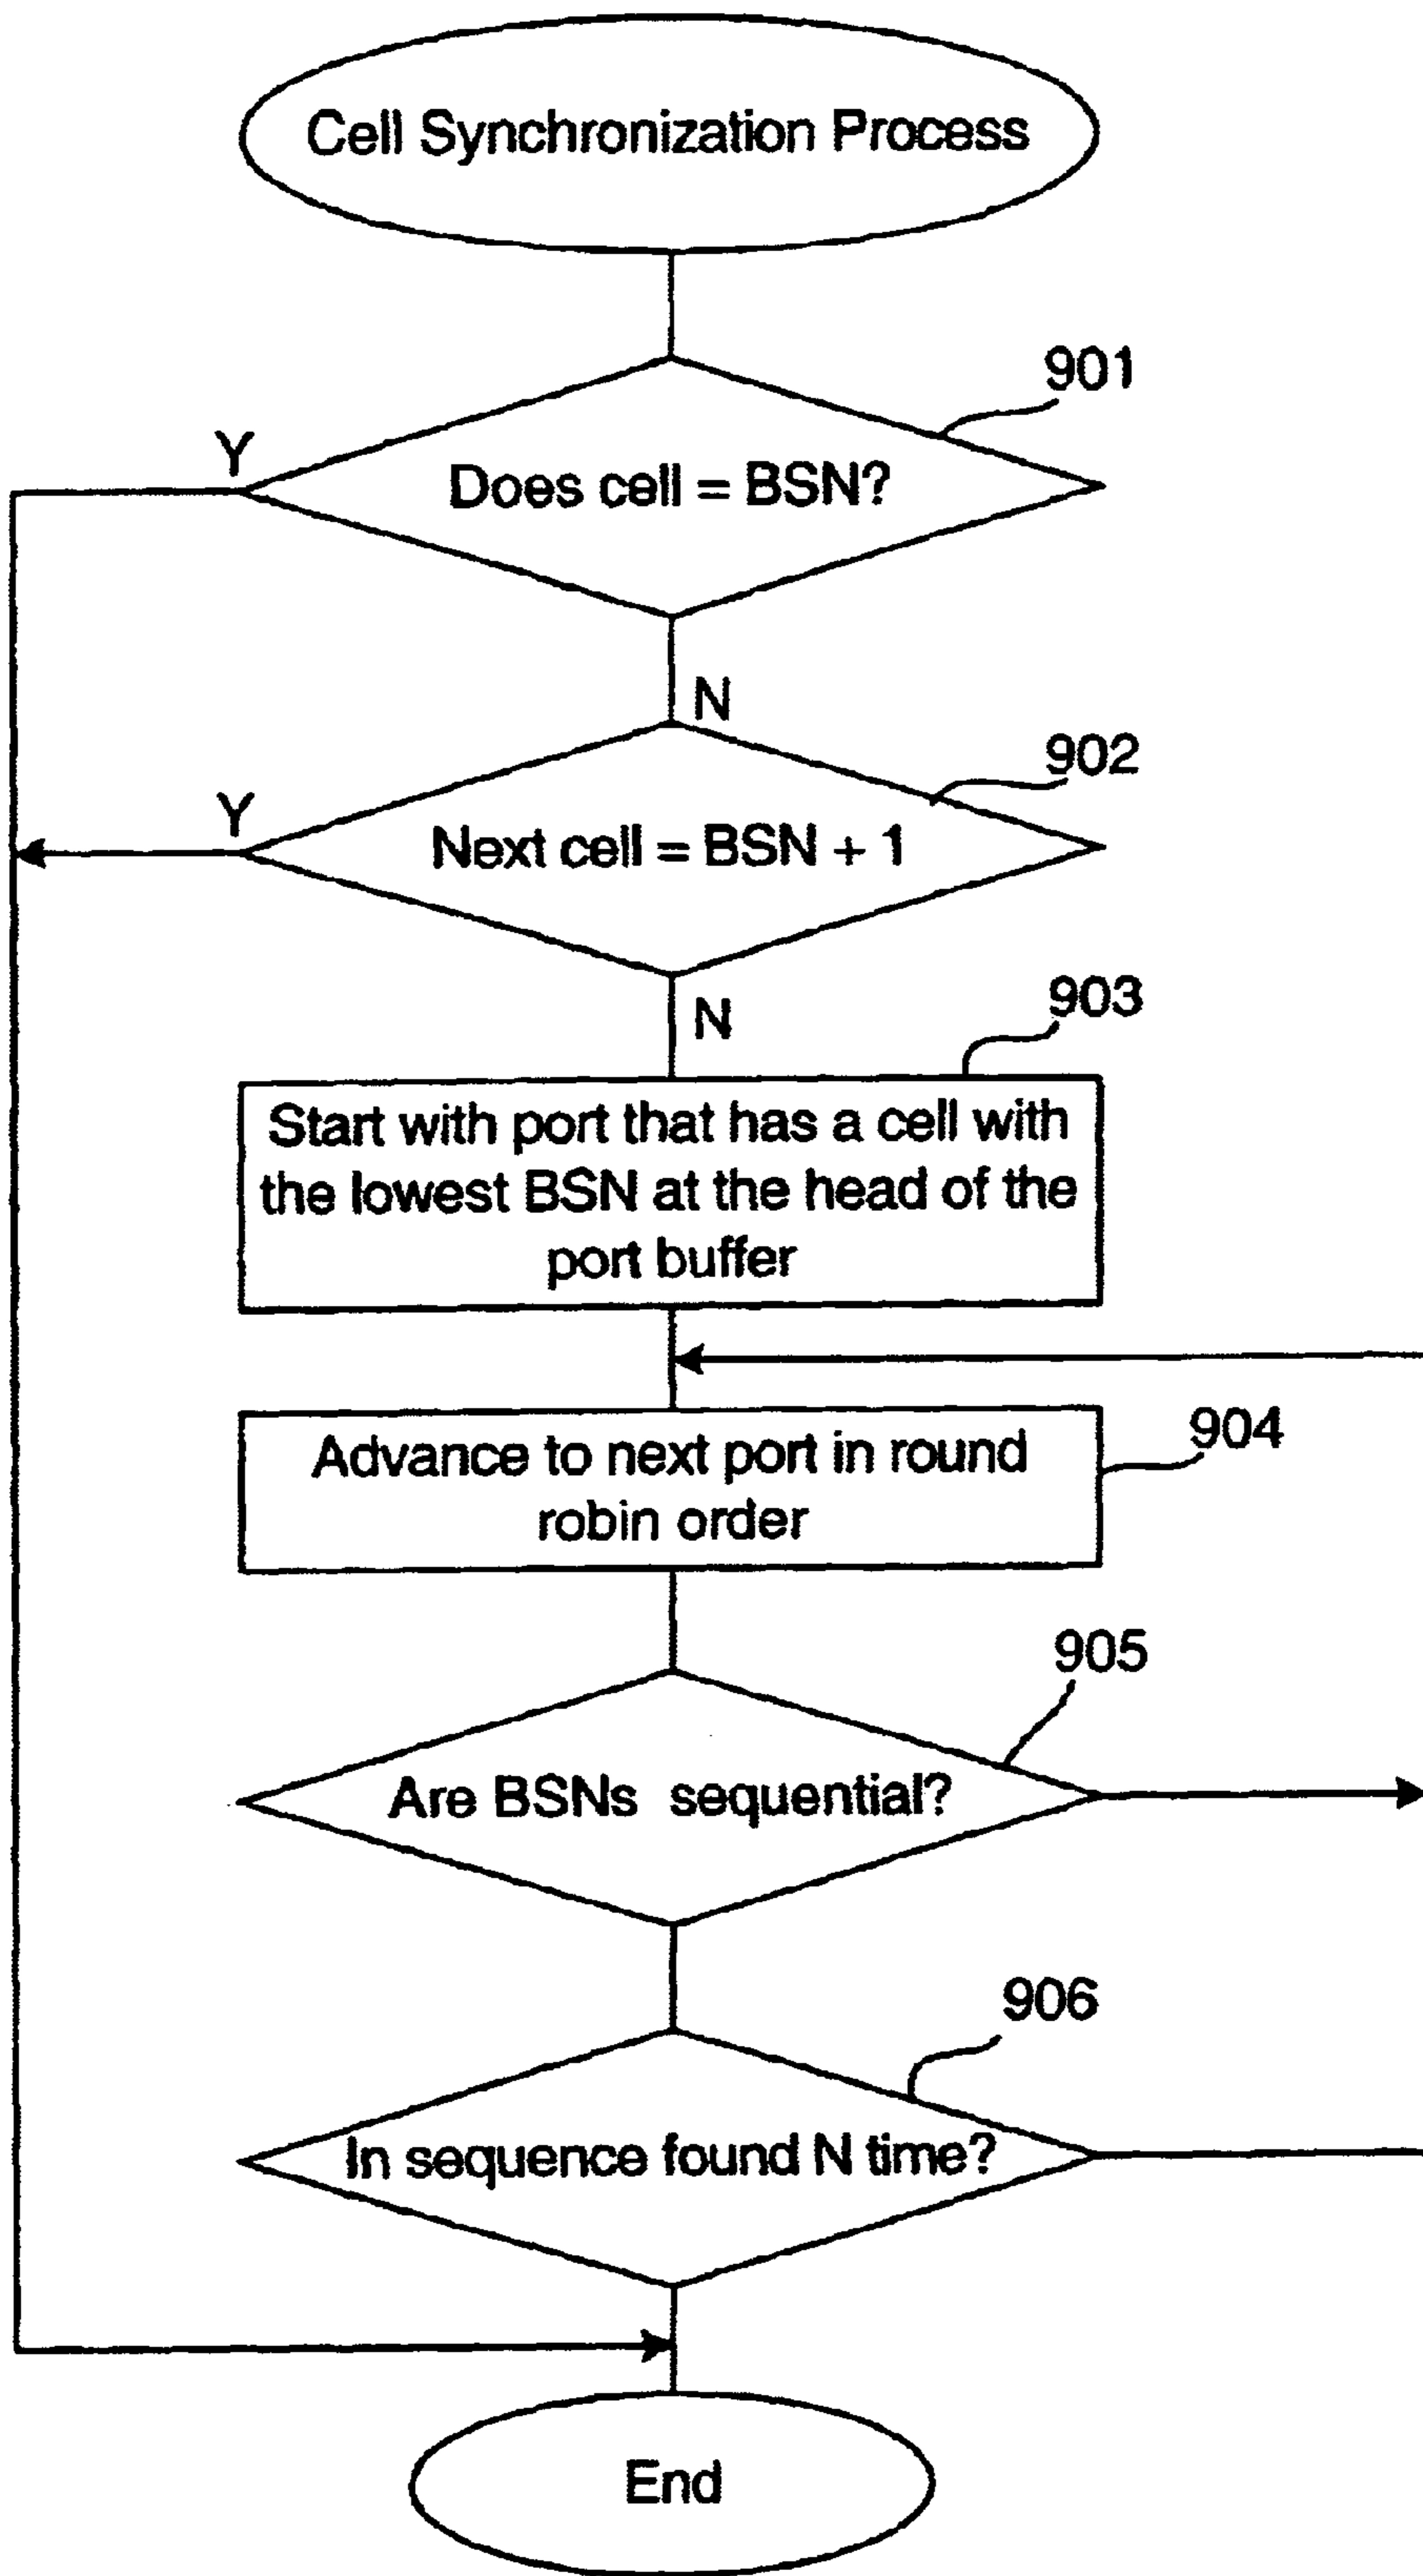 Cell Synchronization Process
901
Y
Does cell = BSN?
N
902
Y
Next cell = BSN + 1
N
903
Start with port that has a cell with
the lowest BSN at the head of the
port buffer
Advance to next port in round
robin order
904
905
Are BSNs sequential?
906
In sequence found N time?
End